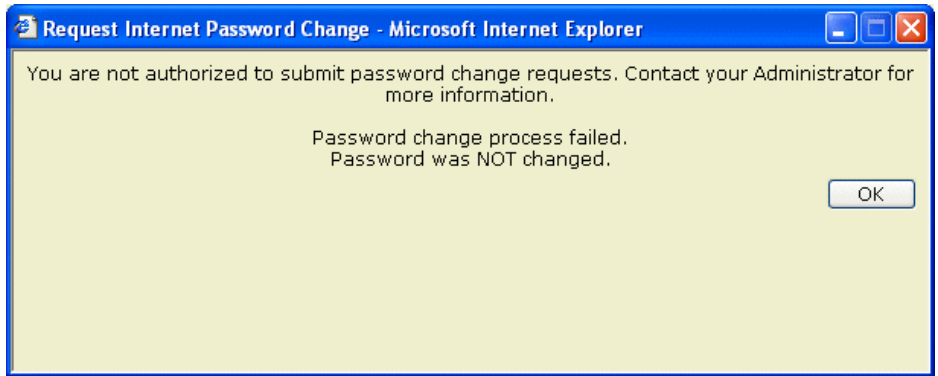 Request Internet Password Change - Microsoft Internet Explorer
You are not authorized to submit password change requests. Contact your Administrator for
more information.
Password change process failed.
Password was NOT changed.
OK